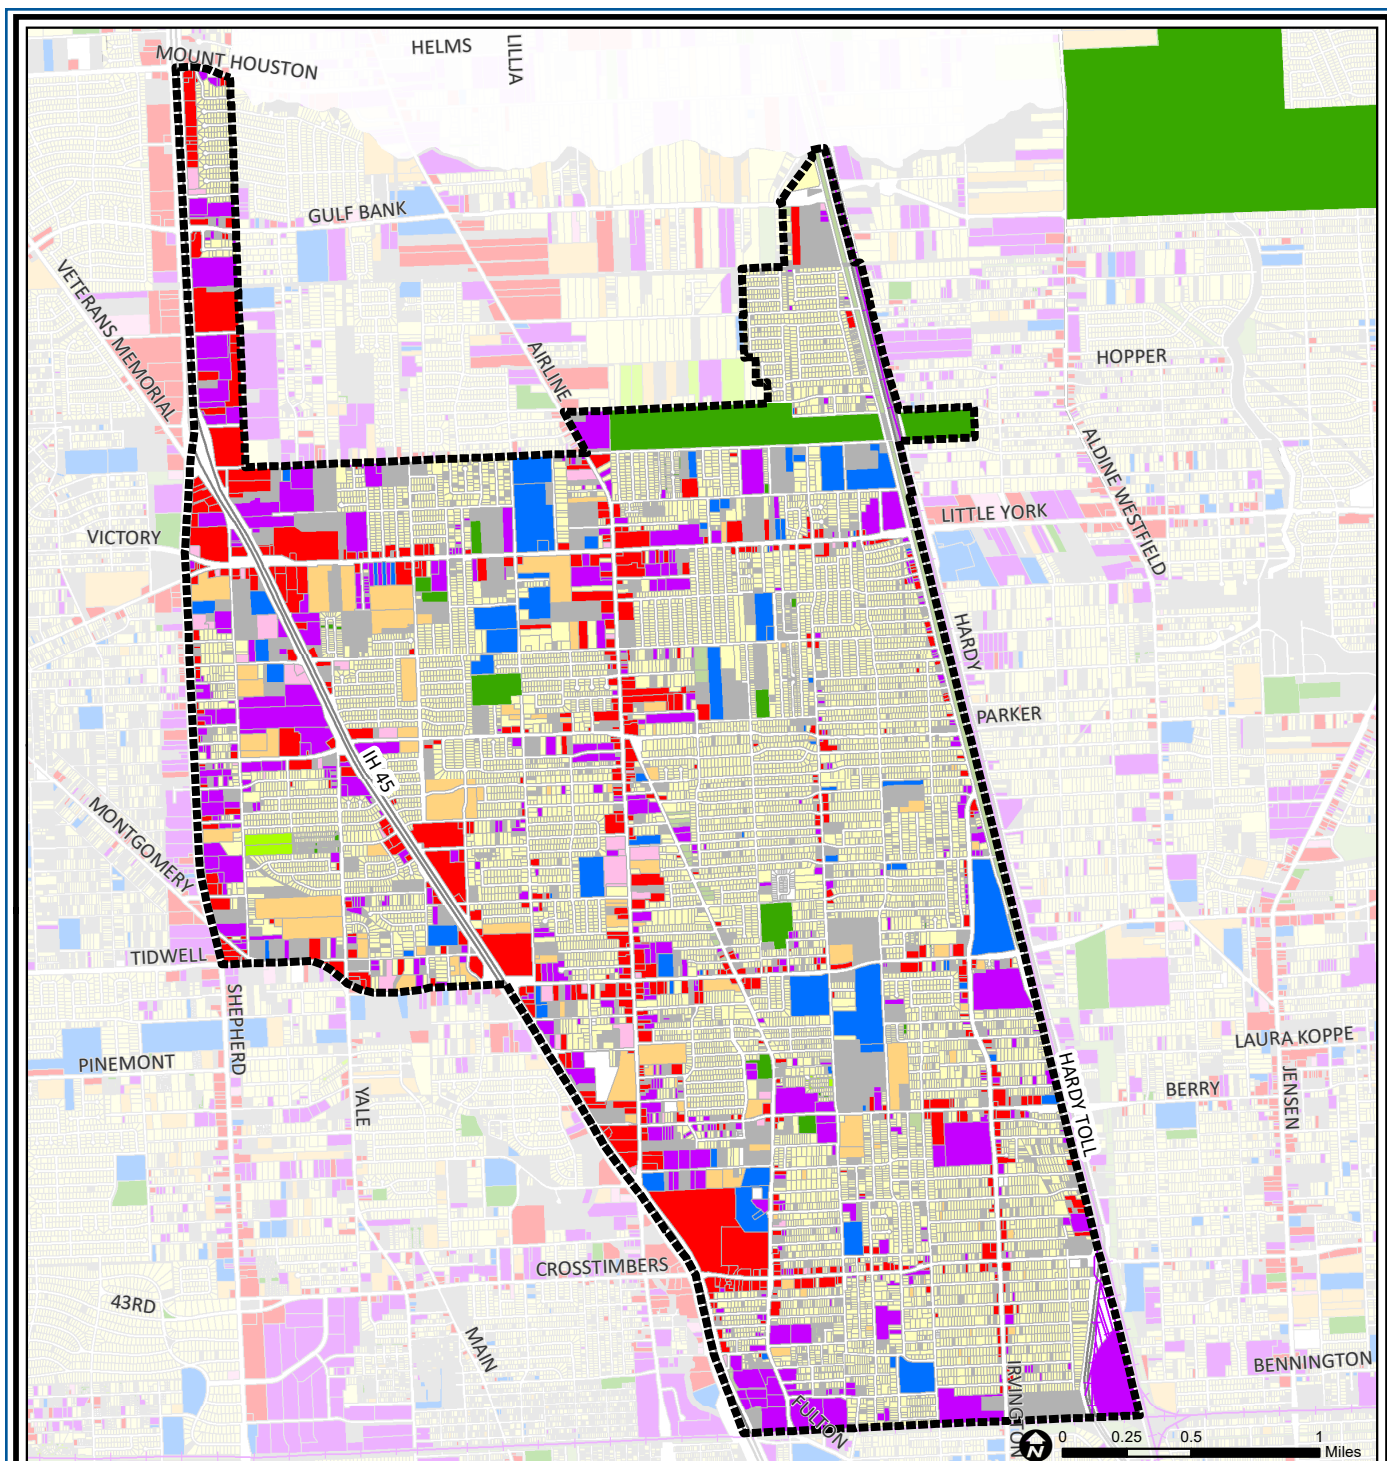 HELMS
LILLJA
MOUNT HOUSTON
GULF BANK
VETERANS MEMORIAL
AIRLINE
HOPPER
ALDINE WESTFIELD
LITTLE YORK
VICTORY
HARDY
PARKER
IH 45
MONTGOMERY
TIDWELL
SHEPHERD
PINEMONT
YALE
HARDY TOLL
LAURA KOPPE
BERRY
JENSEN
CROSSTIMBERS
43RD
MAIN
BENNINGTON
IRVINGTON
FULTON
N
0 0.25 0.5 1
Miles